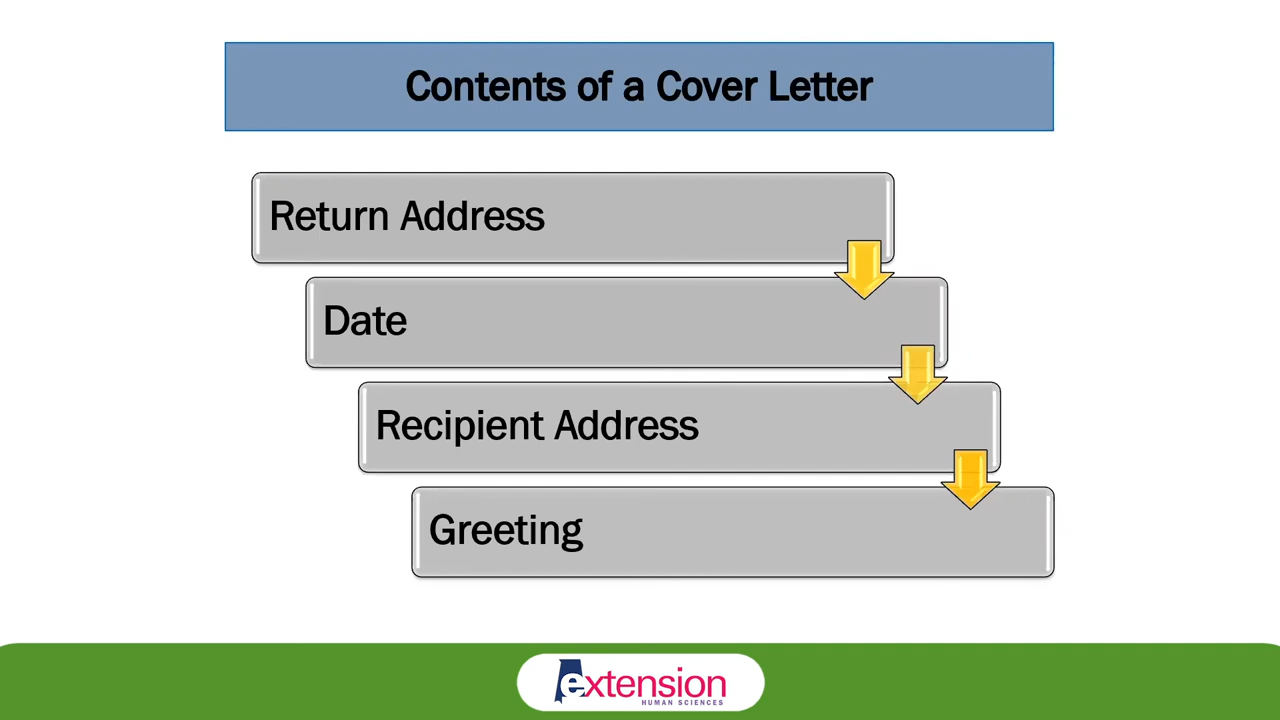 Contents of a Cover Letter
Return Address
Date
Recipient Address
Greeting
extension
HUMAN SCIENCES